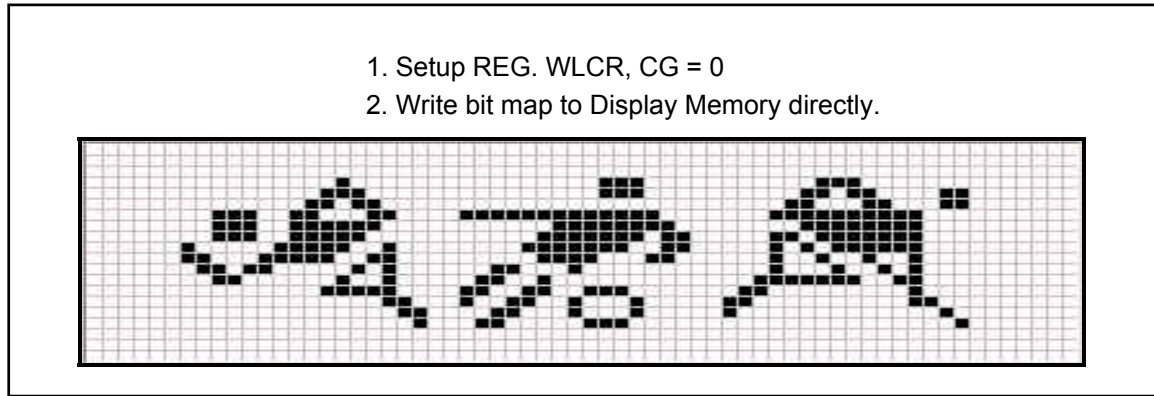 1. Setup REG. WLCR, CG = 0
2. Write bit map to Display Memory directly.